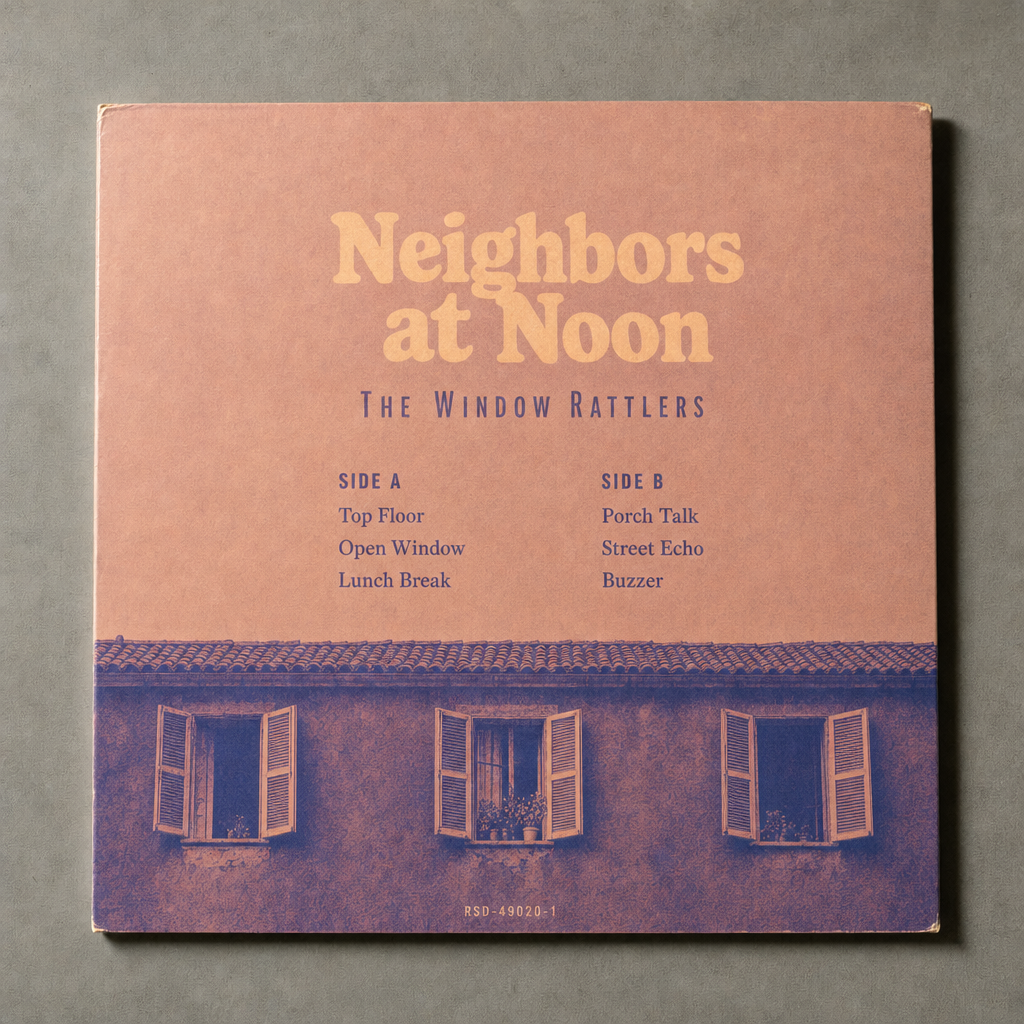 Neighbors
at Noon
THE WINDOW RATTLERS
SIDE A
Top Floor
Open Window
Lunch Break
SIDE B
Porch Talk
Street Echo
Buzzer
RSD-49020-1